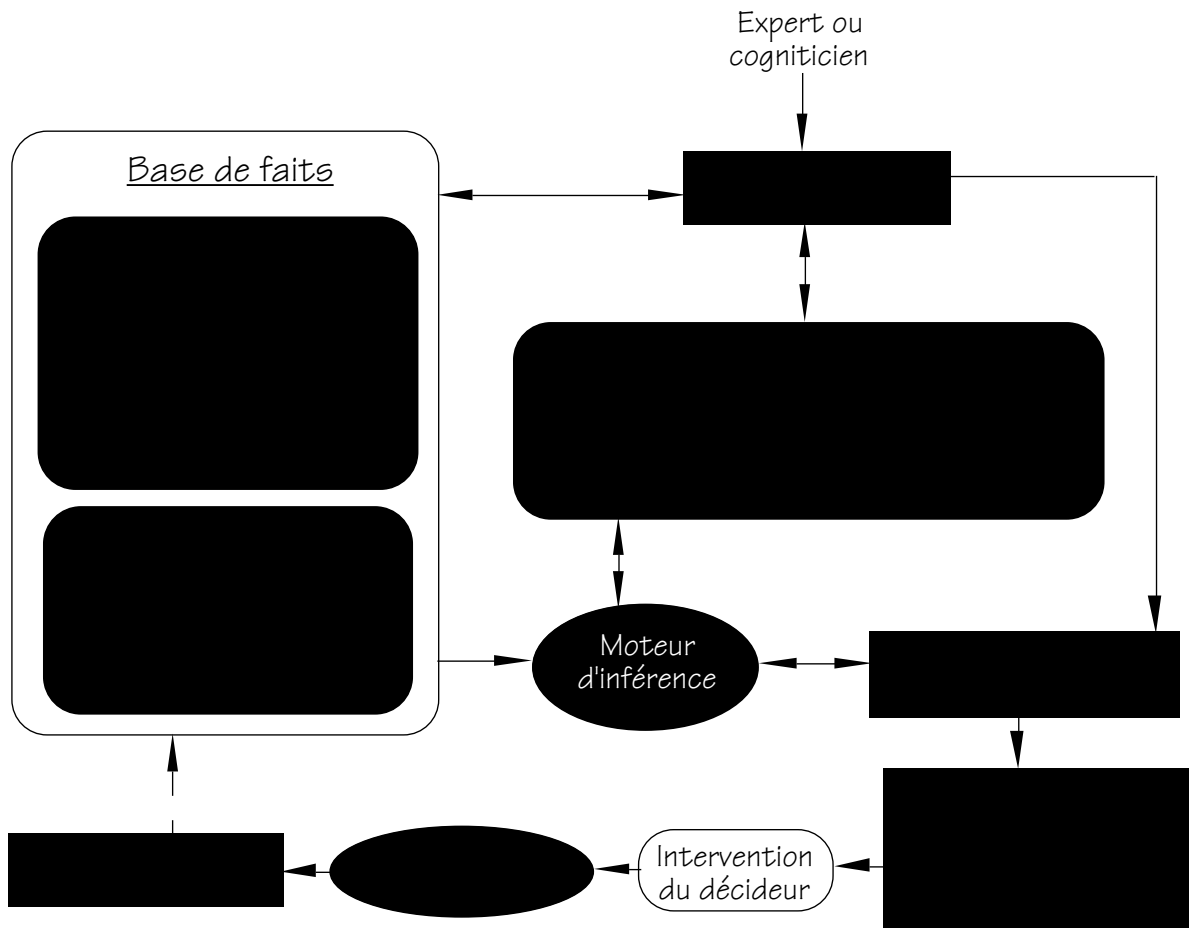 Expert ou
cogniticien
Base de faits
Moteur
d'inférence
Intervention
du décideur